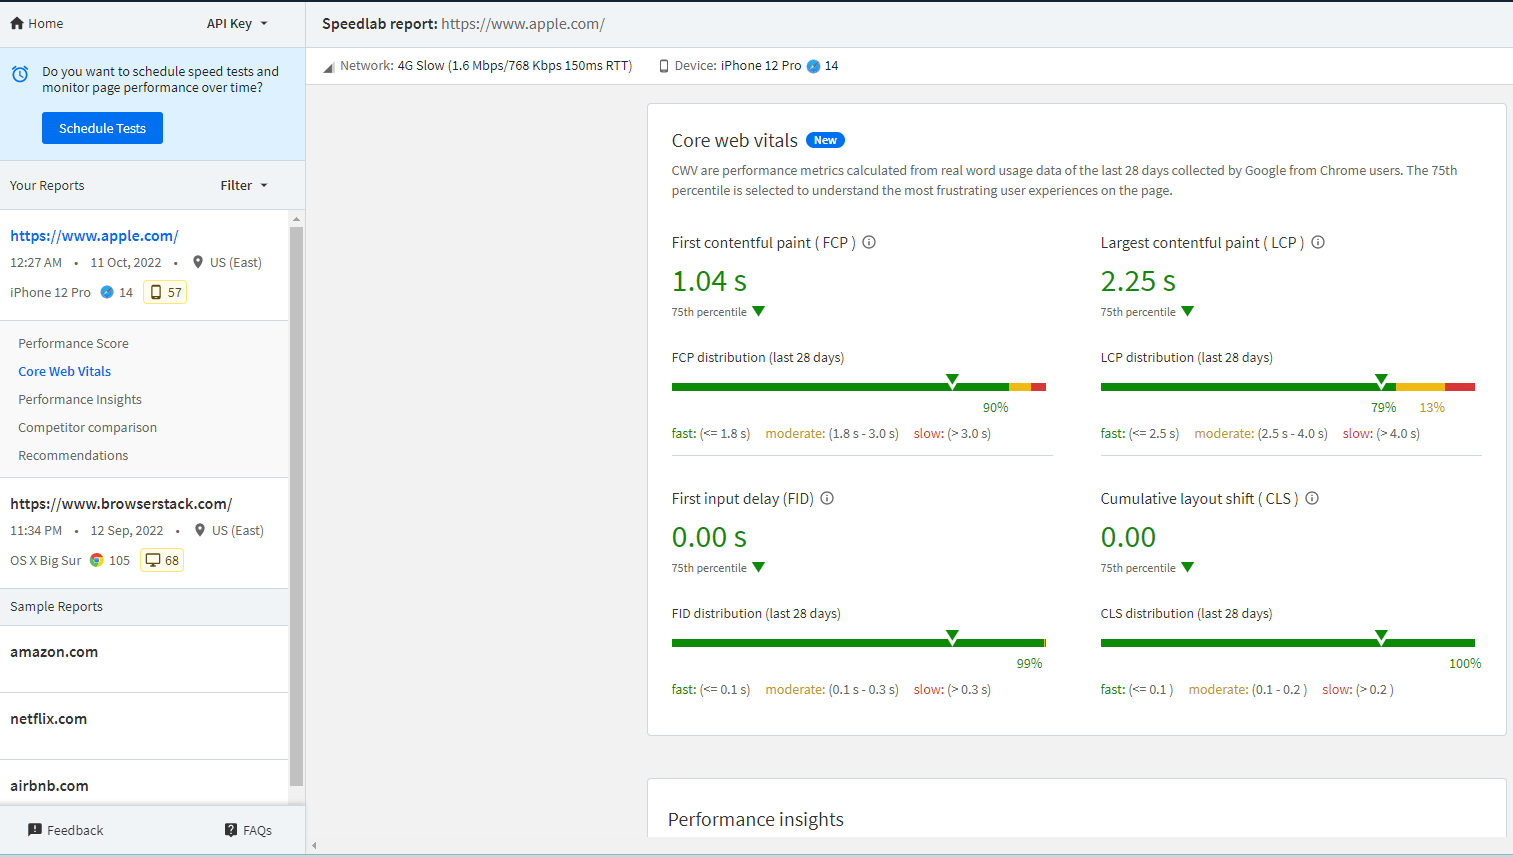 Home API Key
Do you want to schedule speed tests and
monitor page performance over time?
Schedule Tests
Your Reports Filter
https://www.apple.com/
12:27 AM • 11 Oct, 2022 • US (East)
iPhone 12 Pro 14 57
Performance Score
Core Web Vitals
Performance Insights
Competitor comparison
Recommendations
https://www.browserstack.com/
11:34 PM • 12 Sep, 2022 • US (East)
OS X Big Sur 105 68
Sample Reports
amazon.com
netflix.com
airbnb.com
Feedback FAQs
Speedlab report: https://www.apple.com/
Network: 4G Slow (1.6 Mbps/768 Kbps 150ms RTT) Device: iPhone 12 Pro 14
Core web vitals New
CWV are performance metrics calculated from real word usage data of the last 28 days collected by Google from Chrome users. The 75th
percentile is selected to understand the most frustrating user experiences on the page.
First contentful paint ( FCP )
1.04 s
75th percentile
FCP distribution (last 28 days)
90%
fast: (<= 1.8 s) moderate: (1.8 s - 3.0 s) slow: (> 3.0 s)
Largest contentful paint ( LCP )
2.25 s
75th percentile
LCP distribution (last 28 days)
79% 13%
fast: (<= 2.5 s) moderate: (2.5 s - 4.0 s) slow: (> 4.0 s)
First input delay (FID)
0.00 s
75th percentile
FID distribution (last 28 days)
99%
fast: (<= 0.1 s) moderate: (0.1 s - 0.3 s) slow: (> 0.3 s)
Cumulative layout shift ( CLS )
0.00
75th percentile
CLS distribution (last 28 days)
100%
fast: (<= 0.1 ) moderate: (0.1 - 0.2 ) slow: (> 0.2 )
Performance insights